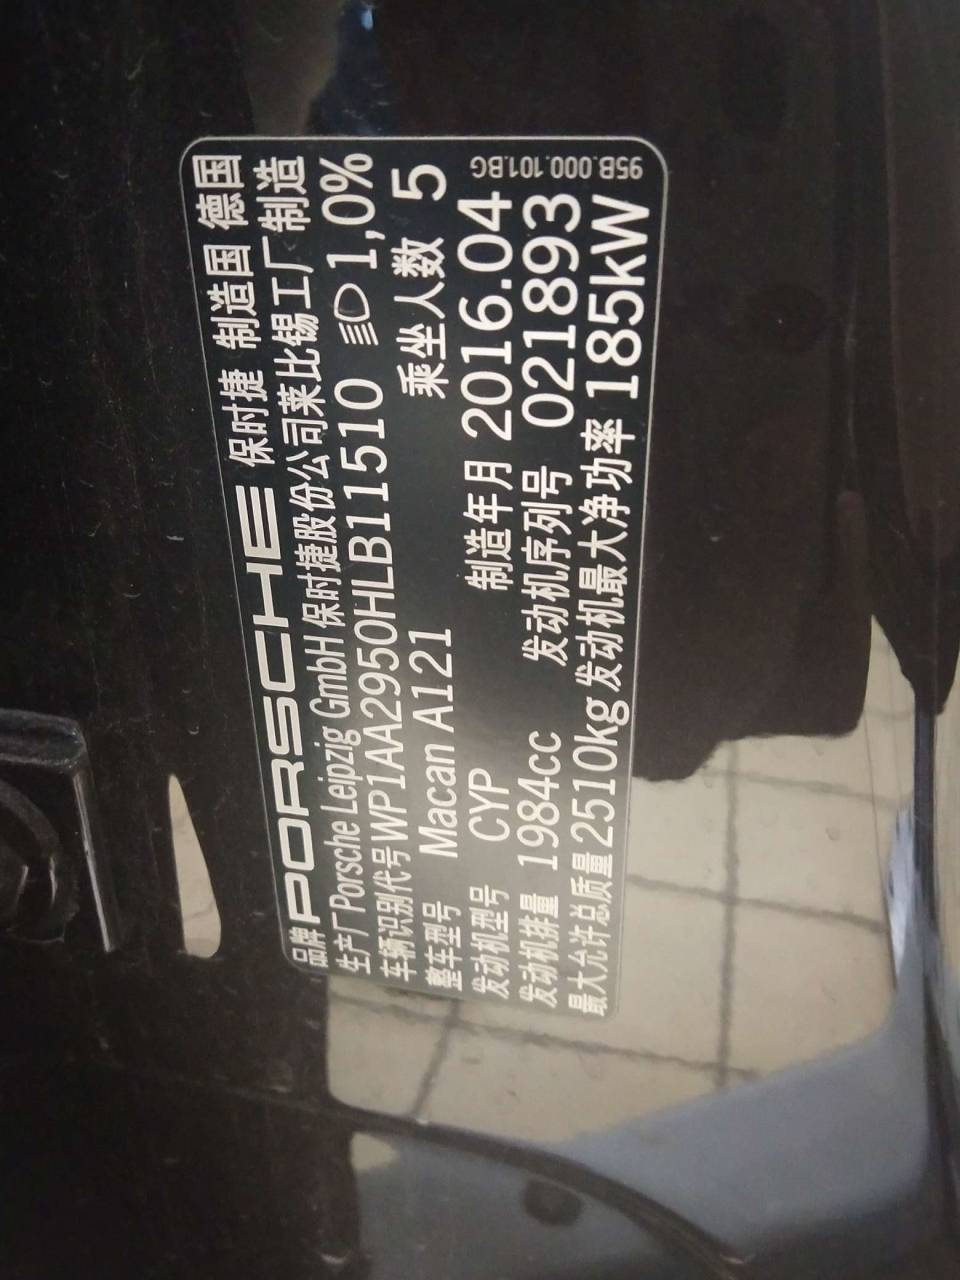 品牌 PORSCHE 保时捷 制造国 德国
生产厂 Porsche Leipzig GmbH 保时捷股份公司莱比锡工厂制造
车辆识别代号 WP1AA2950HLB11510 1,0%
整车型号 Macan A121 乘坐人数 5
发动机型号 CYP 制造年月 2016.04
发动机排量 1984cc 发动机序列号 021893
最大允许总质量 2510kg 发动机最大净功率 185kW
95B.000.101.BG